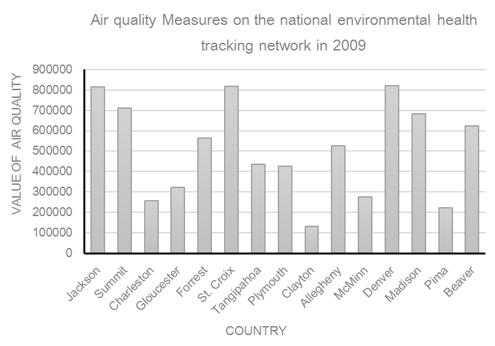 Air quality Measures on the national environmental health
tracking network in 2009
VALUE OF AIR QUALITY
900000
800000
700000
600000
500000
400000
300000
200000
100000
0
Jackson
Summit
Charleston
Gloucester
Forrest
St. Croix
Tangipahoa
Plymouth
Clayton
Allegheny
McMinn
Denver
Madison
Pima
Beaver
COUNTRY